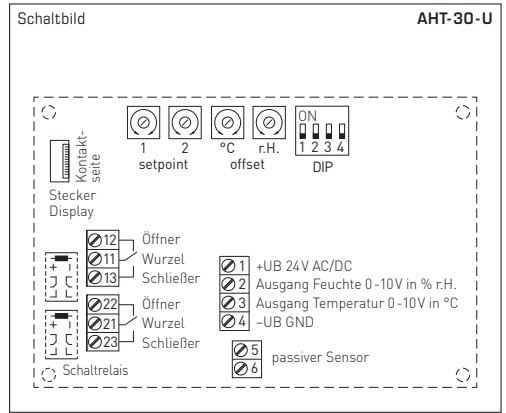 Schaltbild AHT-30-U
ON
1 2 °C r.H. 1 2 3 4
setpoint offset DIP
Kontakt-
seite
Stecker
Display
12 Öffner
11 Wurzel
13 Schließer
22 Öffner
21 Wurzel
23 Schließer
+ -
+ -
Schaltrelais
1 +UB 24V AC/DC
2 Ausgang Feuchte 0-10V in % r.H.
3 Ausgang Temperatur 0-10V in °C
4 –UB GND
5 passiver Sensor
6